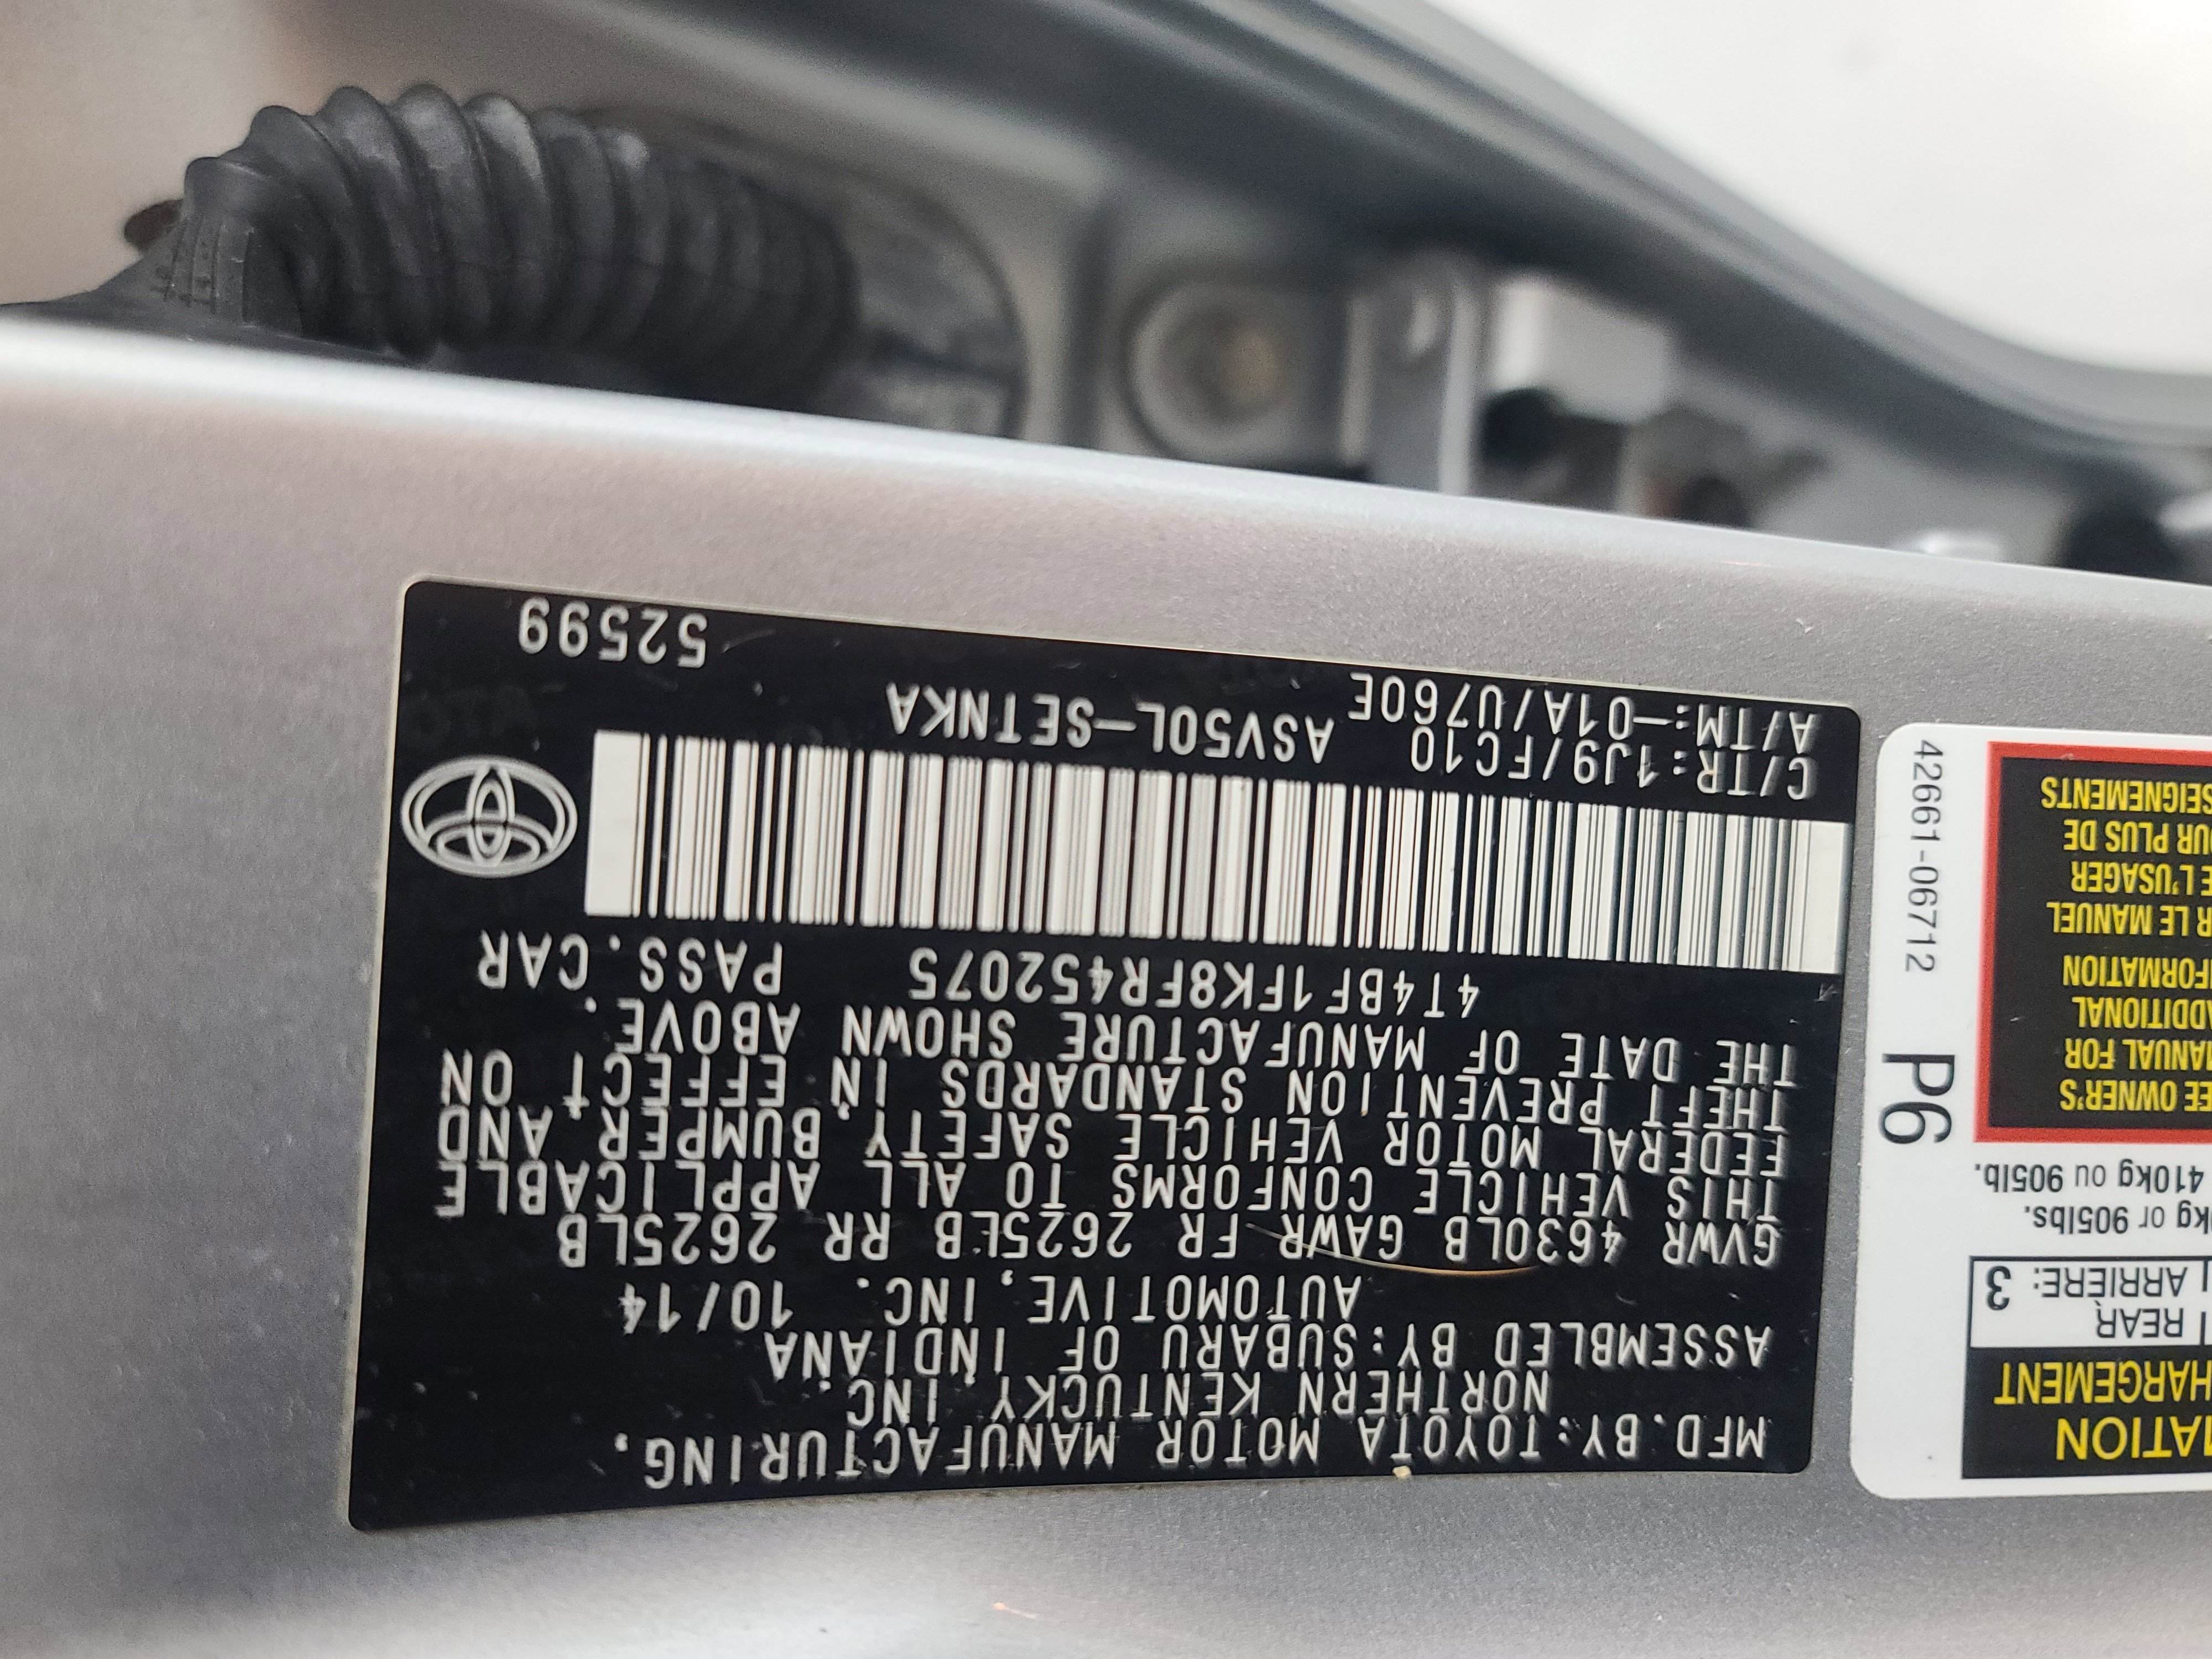 MFD.BY:TOYOTA MOTOR MANUFACTURING,
NORTHERN KENTUCKY,INC.
ASSEMBLED BY:SUBARU OF INDIANA
AUTOMOTIVE,INC. 10/14
GVWR 4630LB GAWR FR 2625LB RR 2625LB
THIS VEHICLE CONFORMS TO ALL APPLICABLE
FEDERAL MOTOR VEHICLE SAFETY,BUMPER,AND
THEFT PREVENTION STANDARDS IN EFFECT ON
THE DATE OF MANUFACTURE SHOWN ABOVE.
4T4BF1FK8FR452075 PASS.CAR
C/TR:1J9/FC10 ASV50L-SETNKA
A/TM:-01A/U760E 52599
MATION
HARGEMENT
REAR
ARRIÈRE: 3
kg or 905lbs.
410kg ou 905lb.
EE OWNER'S
ANUAL FOR
ADDITIONAL
FORMATION
R LE MANUEL
E L'USAGER
UR PLUS DE
SEIGNEMENTS
P6
42661-06712